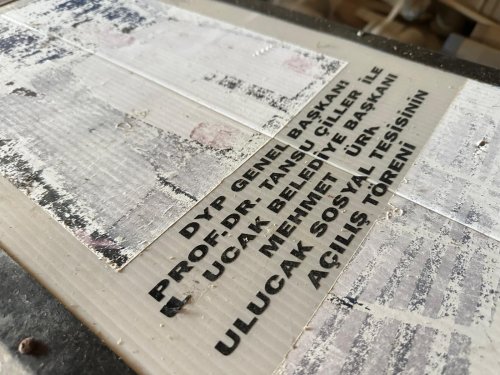 DYP GENEL BAŞKANI
PROF. DR. TANSU ÇİLLER İLE
UCAK BELEDİYE BAŞKANI
MEHMET
ULUCAK SOSYAL TESİSİNİN
AÇILIŞ TÖRENİ